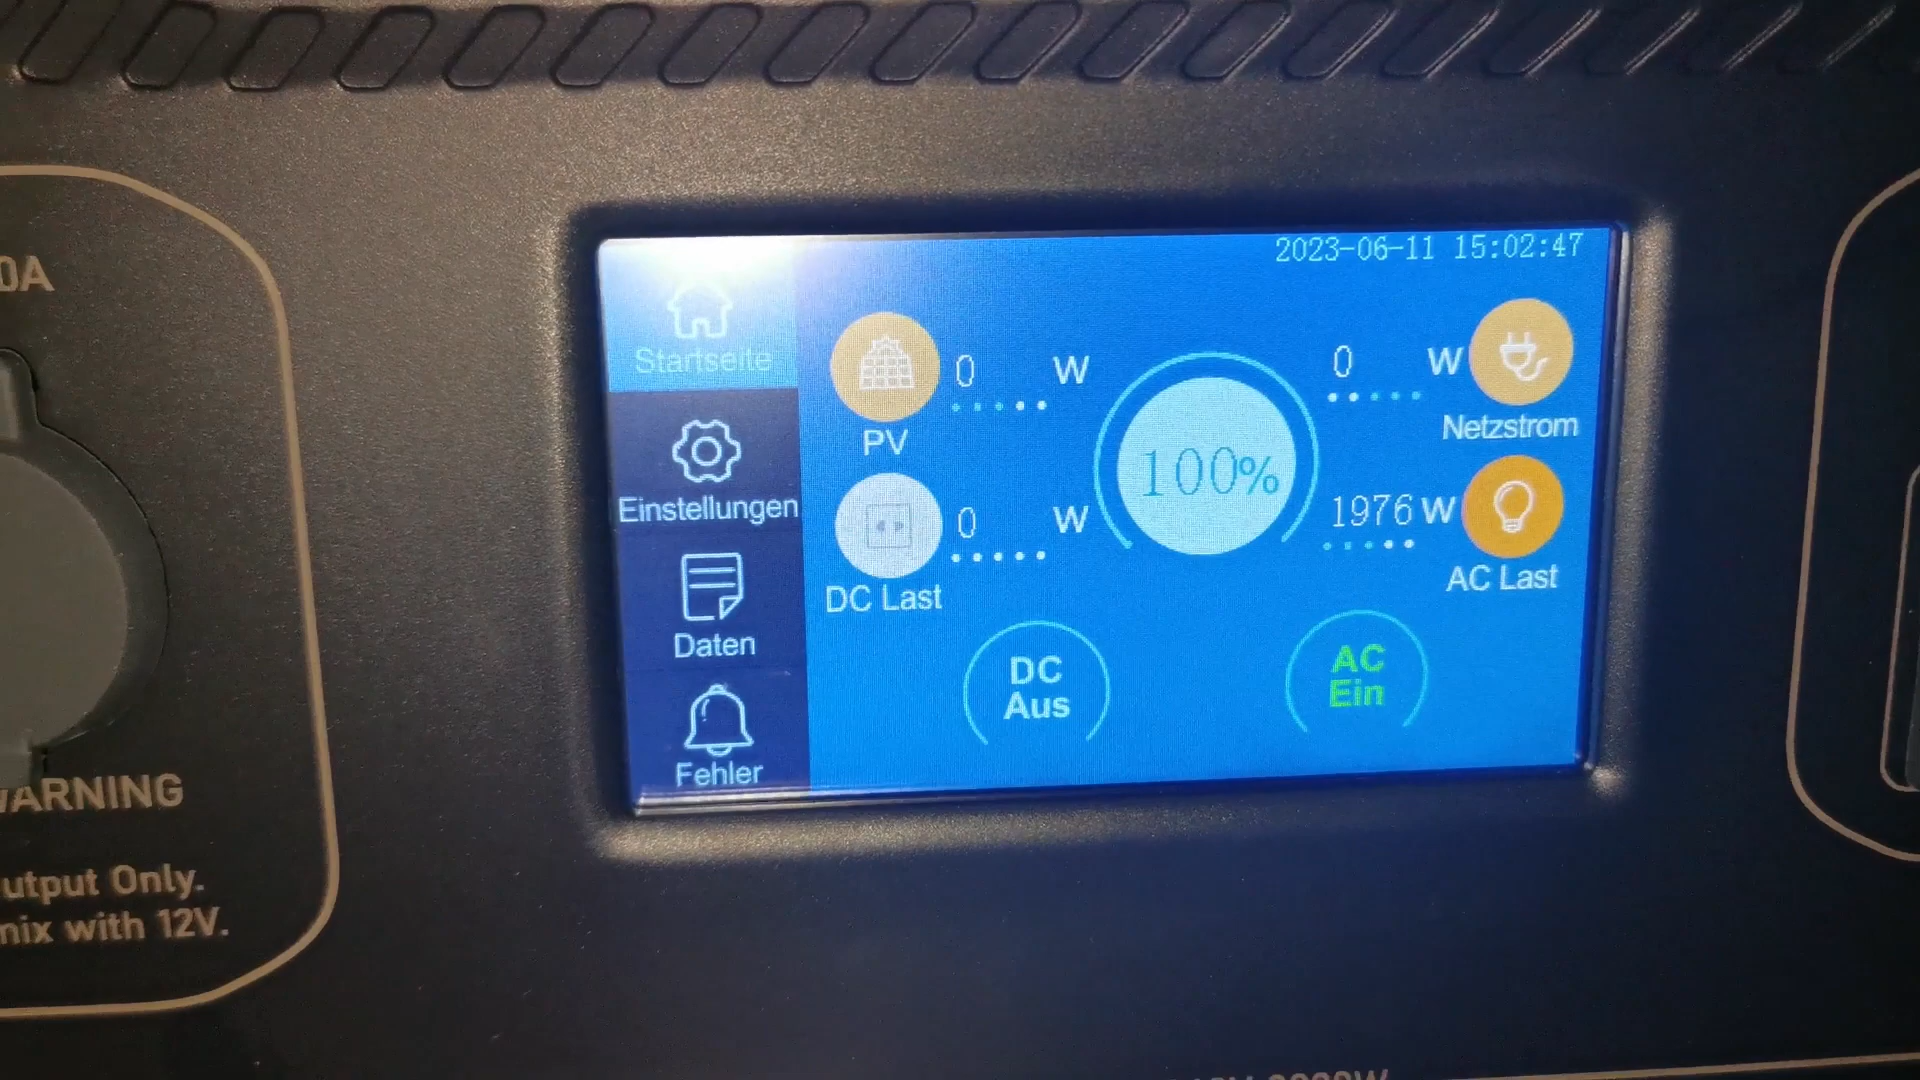 0A
WARNING
utput Only.
mix with 12V.
2023-06-11 15:02:47
Startseite
Einstellungen
Daten
Fehler
0 W
PV
0 W
Netzstrom
100%
0 W
DC Last
1976 W
AC Last
DC
Aus
AC
Ein